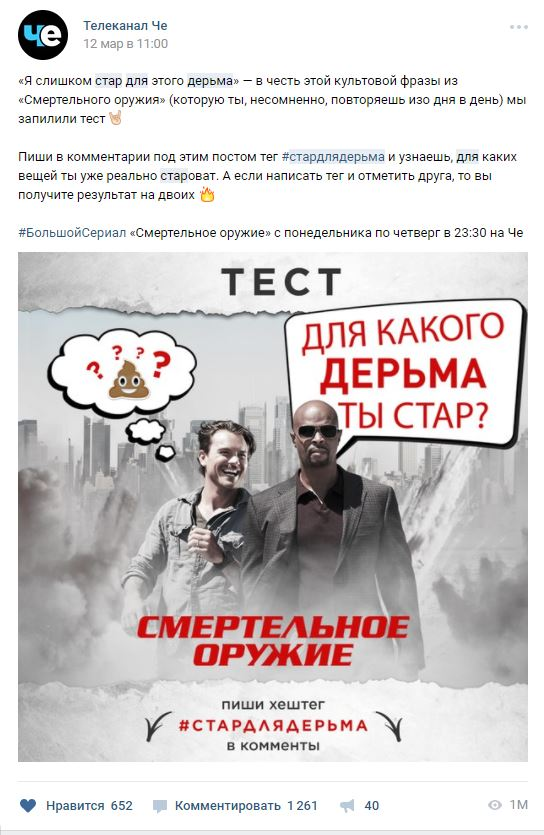 че
Телеканал Че
12 мар в 11:00
«Я слишком стар для этого дерьма» — в честь этой культовой фразы из
«Смертельного оружия» (которую ты, несомненно, повторяешь изо дня в день) мы
запилили тест 🤘🏻
Пиши в комментарии под этим постом тег #стардлядерьма и узнаешь, для каких
вещей ты уже реально староват. А если написать тег и отметить друга, то вы
получите результат на двоих 🔥
#БольшойСериал «Смертельное оружие» с понедельника по четверг в 23:30 на Че
ТЕСТ
? ? ? ?
ДЛЯ КАКОГО
ДЕРЬМА
ТЫ СТАР?
СМЕРТЕЛЬНОЕ
ОРУЖИЕ
ПИШИ ХЕШТЕГ
#СТАРДЛЯДЕРЬМА
В КОММЕНТЫ
Нравится 652 Комментировать 1 261 40 1M